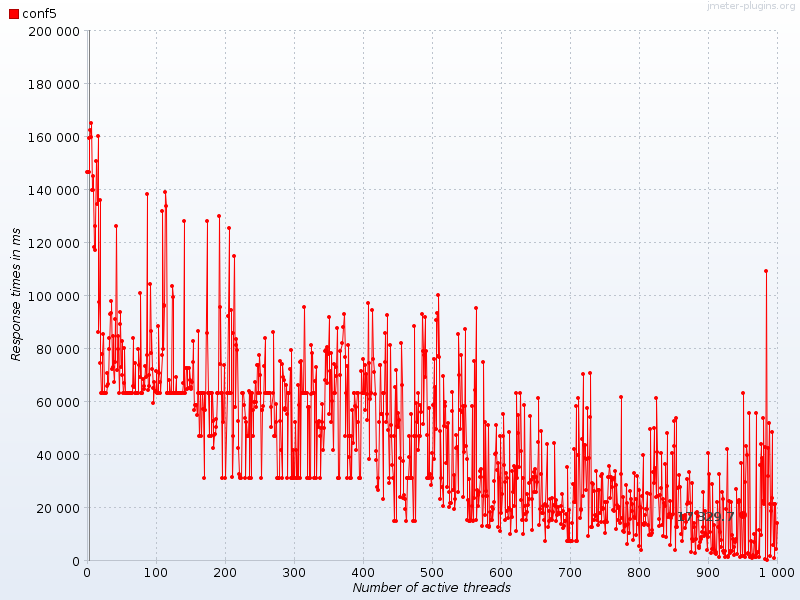 jmeter-plugins.org
conf5
200 000
180 000
160 000
140 000
120 000
100 000
80 000
60 000
40 000
20 000
0
Response times in ms
0 100 200 300 400 500 600 700 800 900 1 000
Number of active threads